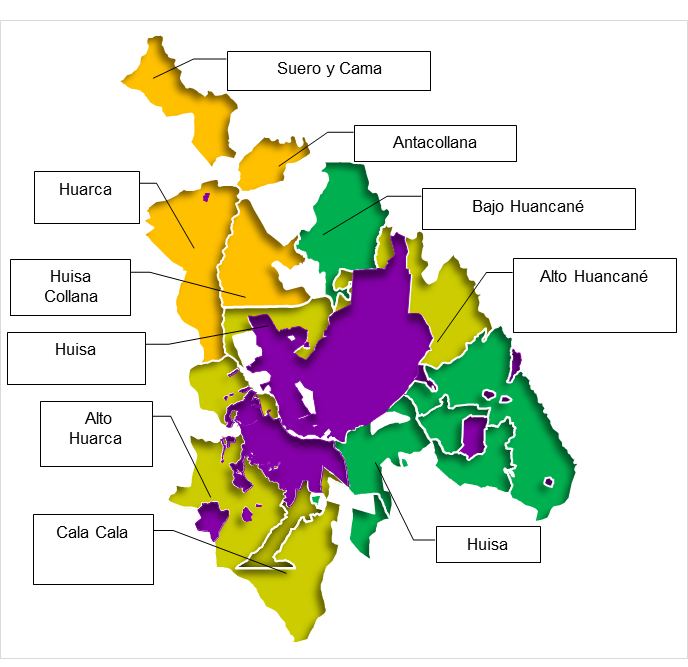 Suero y Cama
Antacollana
Huarca
Bajo Huancané
Huisa
Collana
Alto Huancané
Huisa
Alto
Huarca
Cala Cala
Huisa